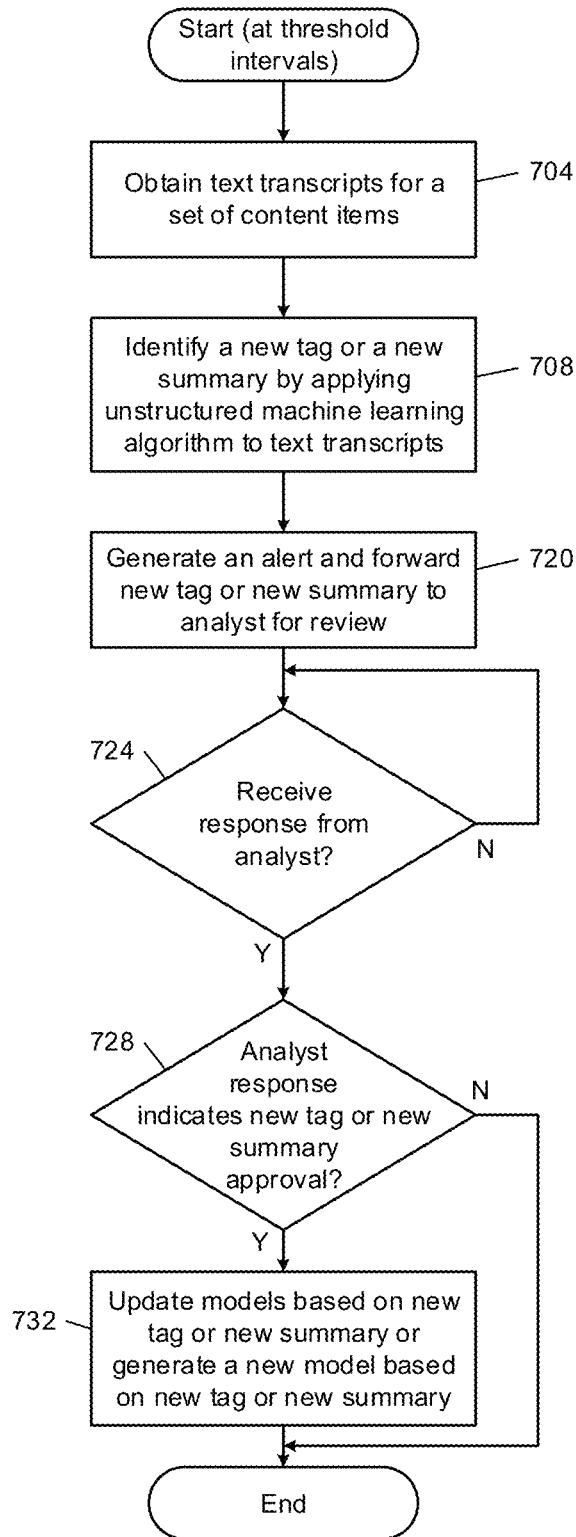 Start (at threshold
intervals)
Obtain text transcripts for a
set of content items
704
Identify a new tag or a new
summary by applying
unstructured machine learning
algorithm to text transcripts
708
Generate an alert and forward
new tag or new summary to
analyst for review
720
724
Receive
response from
analyst?
N
Y
728
Analyst
response
indicates new tag or new
summary
approval?
N
Y
732
Update models based on new
tag or new summary or
generate a new model based
on new tag or new summary
End